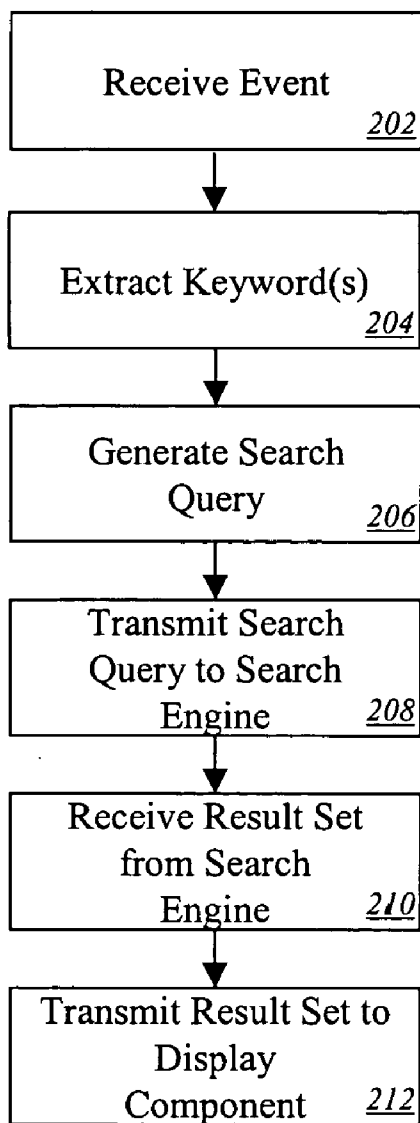 Receive Event
202
Extract Keyword(s)
204
Generate Search
Query
206
Transmit Search
Query to Search
Engine
208
Receive Result Set
from Search
Engine
210
Transmit Result Set to
Display
Component
212